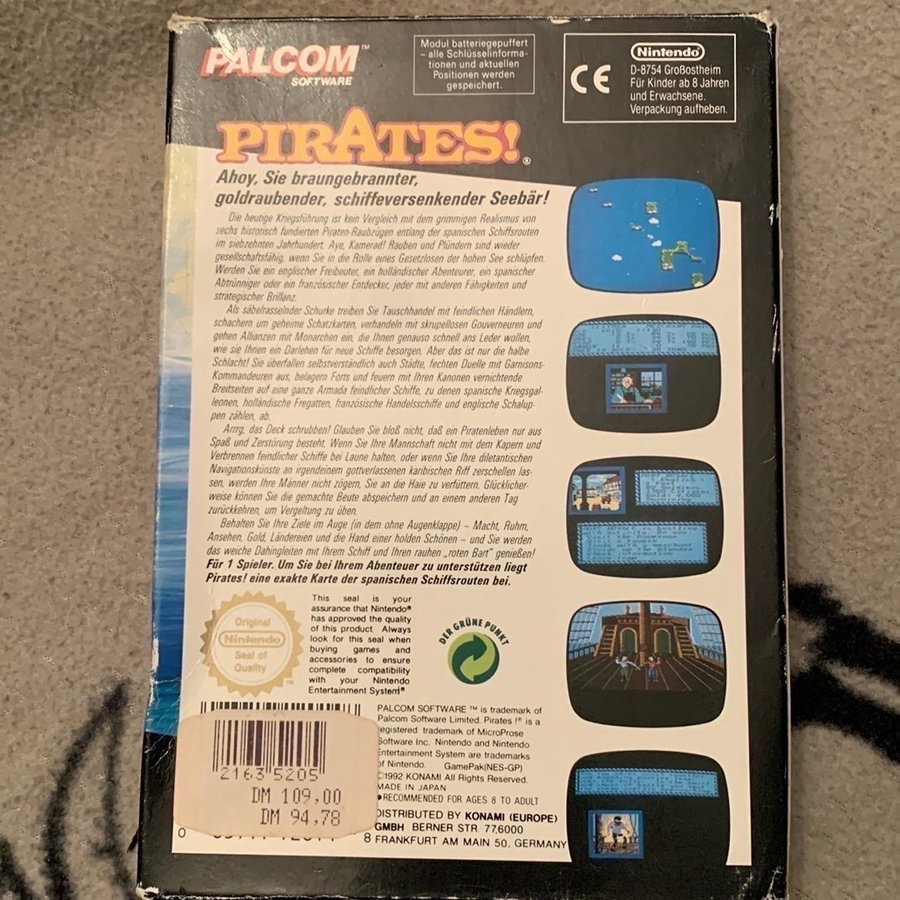 PALCOM™
SOFTWARE
Modul batteriegepuffert
– alle Schlüsselinforma-
tionen und aktuellen
Positionen werden
gespeichert.
CE
Nintendo
D-8754 Großostheim
Für Kinder ab 8 Jahren
und Erwachsene.
Verpackung aufheben.
PIRATES!®
Ahoy, Sie braungebrannter,
goldraubender, schiffeversenkender Seebär!
Die heutige Kriegsführung ist kein Vergleich mit dem grimmigen Realismus von
sechs historisch fundierten Piraten-Raubzügen entlang der spanischen Schiffsrouten
im siebzehnten Jahrhundert. Aye, Kamerad! Rauben und Plündern sind wieder
gesellschaftsfähig, wenn Sie in die Rolle eines Gesetzlosen der hohen See schlüpfen.
Werden Sie ein englischer Freibeuter, ein holländischer Abenteurer, ein spanischer
Abtrünniger oder ein französischer Entdecker, jeder mit anderen Fähigkeiten und
strategischer Brillanz.
Als säbelrasselnder Schurke treiben Sie Tauschhandel mit feindlichen Händlern,
schachern um geheime Schatzkarten, verhandeln mit skrupellosen Gouverneuren und
gehen Allianzen mit Monarchen ein, die Ihnen genauso schnell ans Leder wollen,
wie sie Ihnen ein Darlehen für neue Schiffe besorgen. Aber das ist nur die halbe
Schlacht! Sie überfallen selbstverständlich auch Städte, fechten Duelle mit Garnisons-
Kommandeuren aus, belagern Forts und feuern mit Ihren Kanonen vernichtende
Breitseiten auf eine ganze Armada feindlicher Schiffe, zu denen spanische Kriegsgal-
leonen, holländische Fregatten, französische Handelsschiffe und englische Schalup-
pen zählen, ab.
Arrrg, das Deck schrubben! Glauben Sie bloß nicht, daß ein Piratenleben nur aus
Spaß und Zerstörung besteht. Wenn Sie Ihre Mannschaft nicht mit dem Kapern und
Verbrennen feindlicher Schiffe bei Laune halten, oder wenn Sie Ihre diletantischen
Navigationskünste an irgendeinem gottverlassenen karibischen Riff zerschellen las-
sen, werden Ihre Männer nicht zögern, Sie an die Haie zu verfüttern. Glücklicher-
weise können Sie die gemachte Beute abspeichern und an einem anderen Tag
zurückkehren, um Vergeltung zu üben.
Behalten Sie Ihre Ziele im Auge (in dem ohne Augenklappe) – Macht, Ruhm,
Ansehen, Gold, Ländereien und die Hand einer holden Schönen – und Sie werden
das weiche Dahingleiten mit Ihrem Schiff und Ihren rauhen „roten Bart" genießen!
Für 1 Spieler. Um Sie bei Ihrem Abenteuer zu unterstützen liegt
Pirates! eine exakte Karte der spanischen Schiffsrouten bei.
Original
Nintendo
Seal of
Quality
™
This seal is your
assurance that Nintendo®
has approved the quality
of this product. Always
look for this seal when
buying games and
accessories to ensure
complete compatibility
with your Nintendo
Entertainment System®
DER GRÜNE PUNKT
PALCOM SOFTWARE ™ is trademark of
Palcom Software Limited. Pirates !® is a
registered trademark of MicroProse
Software Inc. Nintendo and Nintendo
Entertainment System are trademarks
of Nintendo. GamePak(NES-GP)
©1992 KONAMI All Rights Reserved.
MADE IN JAPAN
•RECOMMENDED FOR AGES 8 TO ADULT
DISTRIBUTED BY KONAMI (EUROPE)
GMBH BERNER STR. 77.6000
FRANKFURT AM MAIN 50. GERMANY
2163 5205
DM 109,00
DM 94,78
0
8